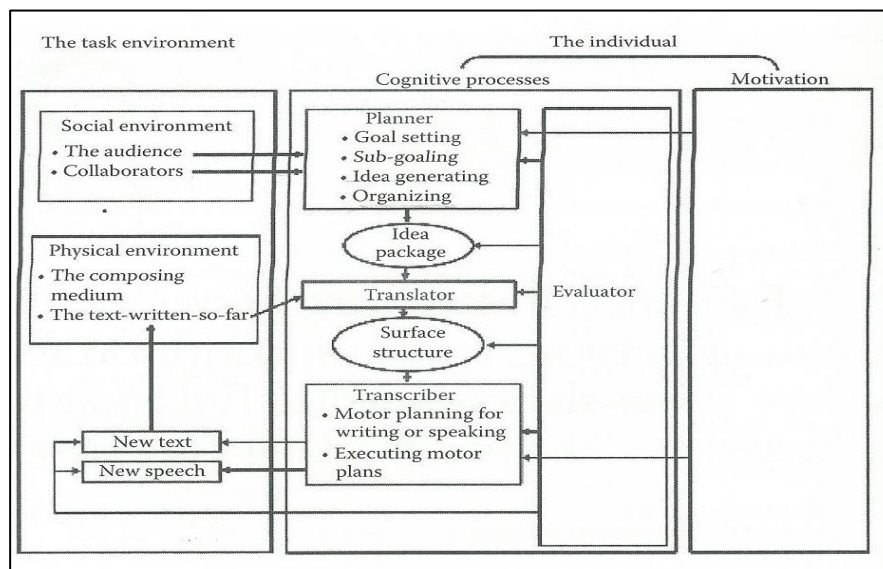 The task environment
The individual
Cognitive processes
Motivation
Social environment
• The audience
• Collaborators
Physical environment
• The composing
medium
• The text-written-so-far
New text
New speech
Planner
• Goal setting
• Sub-goaling
• Idea generating
• Organizing
Idea
package
Translator
Surface
structure
Transcriber
• Motor planning for
writing or speaking
• Executing motor
plans
Evaluator